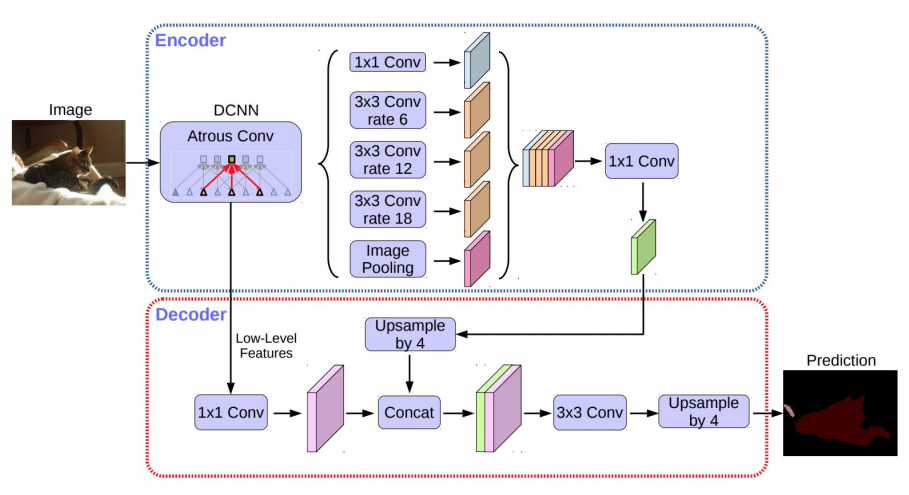 Encoder
Image
DCNN
Atrous Conv
1x1 Conv
3x3 Conv
rate 6
3x3 Conv
rate 12
3x3 Conv
rate 18
Image
Pooling
1x1 Conv
Decoder
Low-Level
Features
Upsample
by 4
1x1 Conv
Concat
3x3 Conv
Upsample
by 4
Prediction